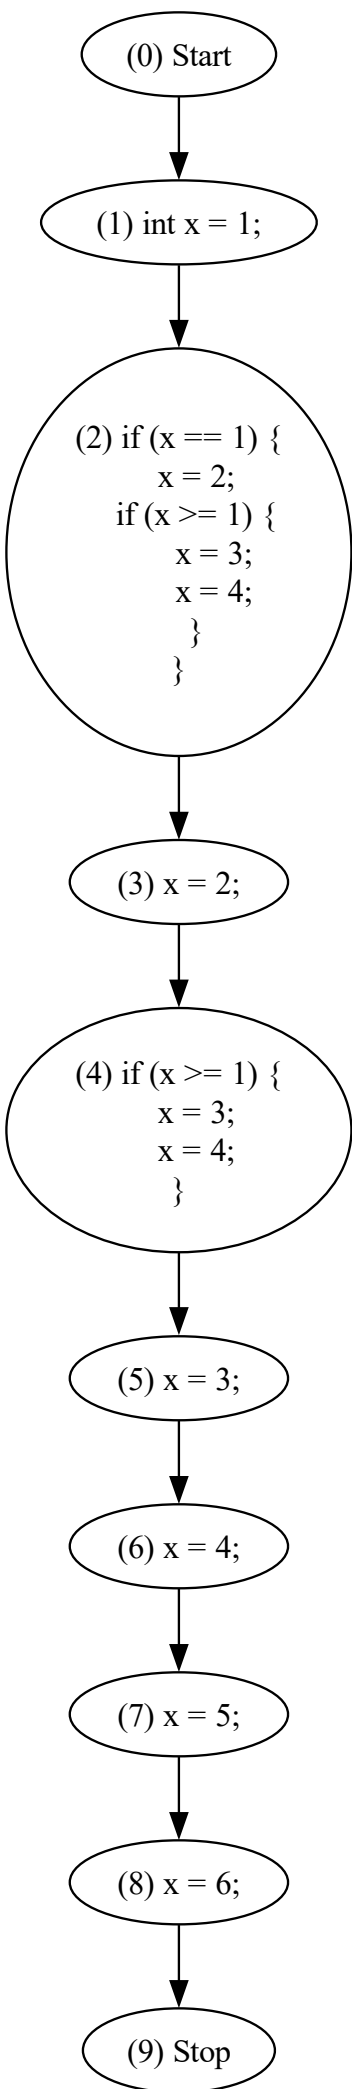 (0) Start
(1) int x = 1;
(2) if (x == 1) {
x = 2;
if (x >= 1) {
x = 3;
x = 4;
}
}
(3) x = 2;
(4) if (x >= 1) {
x = 3;
x = 4;
}
(5) x = 3;
(6) x = 4;
(7) x = 5;
(8) x = 6;
(9) Stop